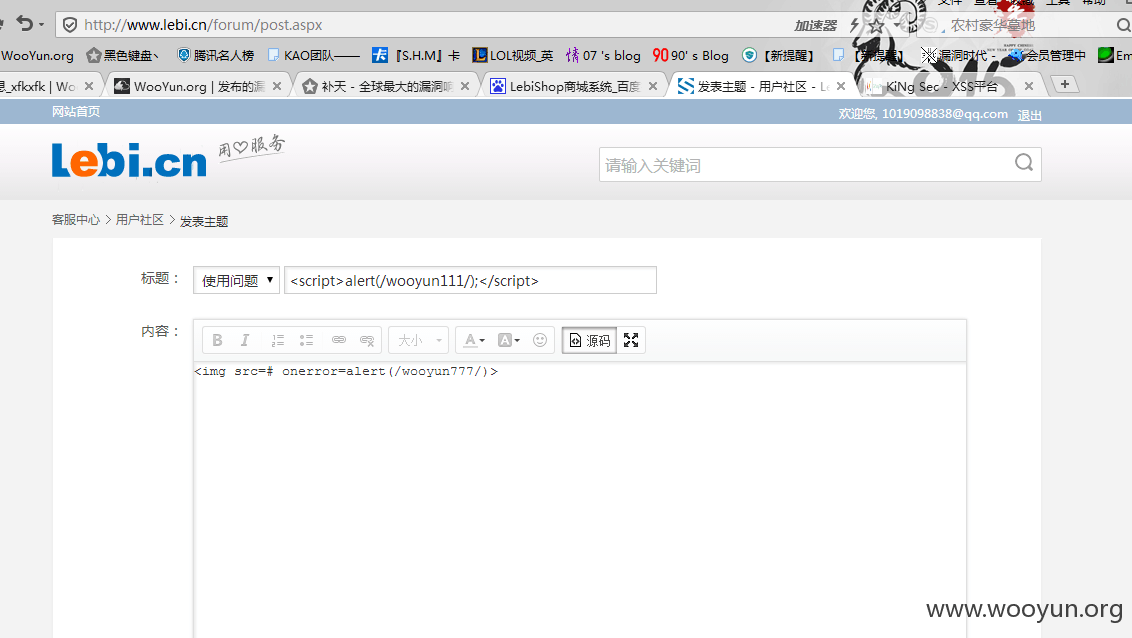 文件 查看 收藏 工具 帮助
http://www.lebi.cn/forum/post.aspx 加速器 农村豪华墓地
WooYun.org 黑色键盘丶 腾讯名人榜 KAO团队—— 『S.H.M』卡 LOL视频_英 07 's blog 90' s Blog 【新提醒】 【新提醒】 漏洞时代 - 会员管理中 Em
_xfkxfk | Wo WooYun.org | 发布的漏 补天 - 全球最大的漏洞响 LebiShop商城系统_百度 发表主题 - 用户社区 - Le KiNg Sec - XSS平台
网站首页 欢迎您, 1019098838@qq.com 退出
Lebi.cn 用♡服务 请输入关键词
客服中心 > 用户社区 > 发表主题
标题： 使用问题 <script>alert(/wooyun111/);</script>
内容： B I 大小 A A 源码
<img src=# onerror=alert(/wooyun777/)>
www.wooyun.org